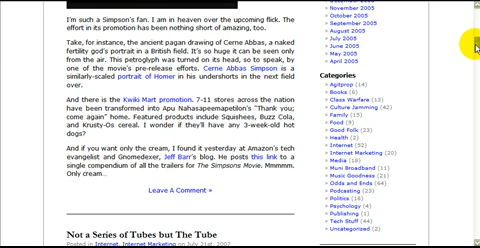 I'm such a Simpson's fan. I am in heaven over the upcoming flick. The
effort in its promotion has been nothing short of amazing, too.
Take, for instance, the ancient pagan drawing of Cerne Abbas, a naked
fertility god's portrait in a British field. It's so huge it can be seen only
from the air. This petroglyph was turned on its head, so to speak, by
one of the movie's pre-release efforts. Cerne Abbas Simpson is a
similarly-scaled portrait of Homer in his undershorts in the next field
over.
And there is the Kwiki Mart promotion. 7-11 stores across the nation
have been transformed into Apu Nahasapeemapetilon's "Thank you;
come again" home. Featured products include Squishees, Buzz Cola,
and Krusty-Os cereal. I wonder if they'll have any 3-week-old hot
dogs?
And if you want only the cream, I found it yesterday at Amazon's tech
evangelist and Gnomedexer, Jeff Barr's blog. He posts this link to a
single compendium of all the trailers for The Simpsons Movie. Mmmmm.
Only cream...
Leave A Comment »
Not a Series of Tubes but The Tube
Posted in Internet, Internet Marketing on July 21st, 2007
November 2005
October 2005
September 2005
August 2005
July 2005
June 2005
May 2005
April 2005
Categories
Agitprop (14)
Books (6)
Class Warfare (13)
Culture Jamming (42)
Family (15)
Food (9)
Good Folk (23)
Health (2)
Internet (52)
Internet Marketing (20)
Media (18)
Muni Broadband (11)
Music Goodness (21)
Odds and Ends (64)
Podcasting (23)
Politics (18)
Psychology (4)
Publishing (1)
Tech Stuff (44)
Uncategorized (2)